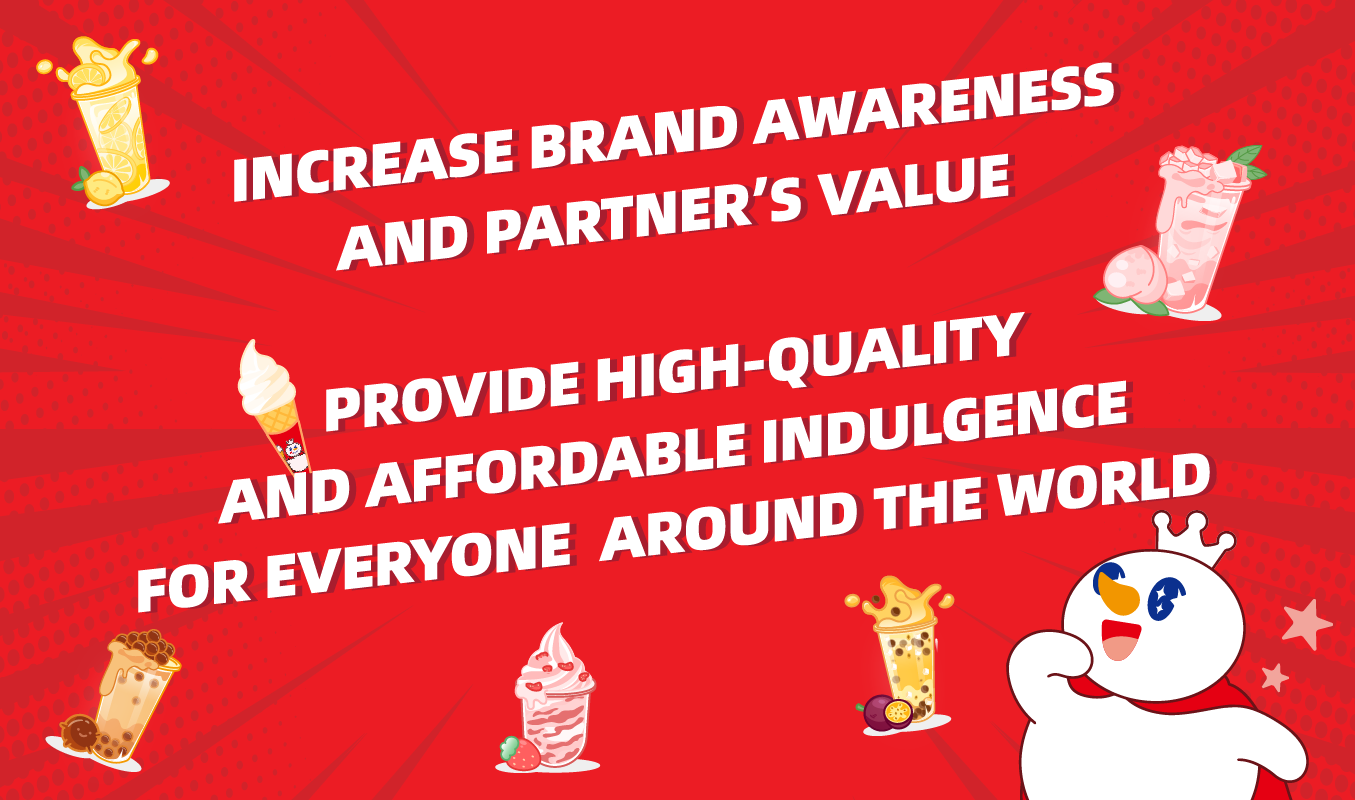 INCREASE BRAND AWARENESS
AND PARTNER’S VALUE
PROVIDE HIGH-QUALITY
AND AFFORDABLE INDULGENCE
FOR EVERYONE AROUND THE WORLD